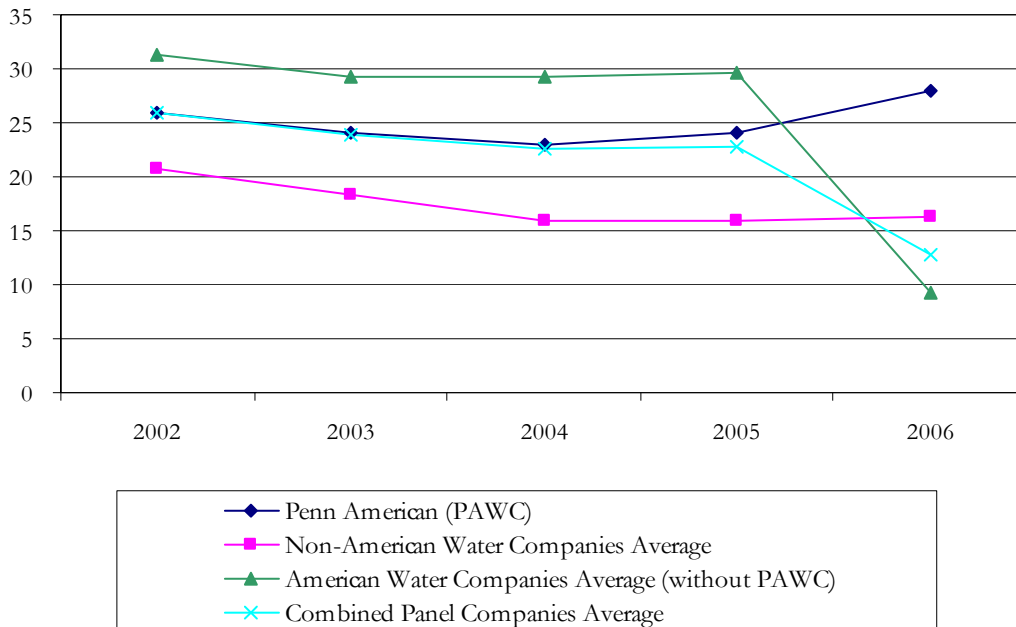 35
30
25
20
15
10
5
0
2002 2003 2004 2005 2006
Penn American (PAWC)
Non-American Water Companies Average
American Water Companies Average (without PAWC)
Combined Panel Companies Average